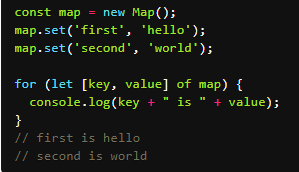 const map = new Map();
map.set('first', 'hello');
map.set('second', 'world');
for (let [key, value] of map) {
  console.log(key + " is " + value);
}
// first is hello
// second is world